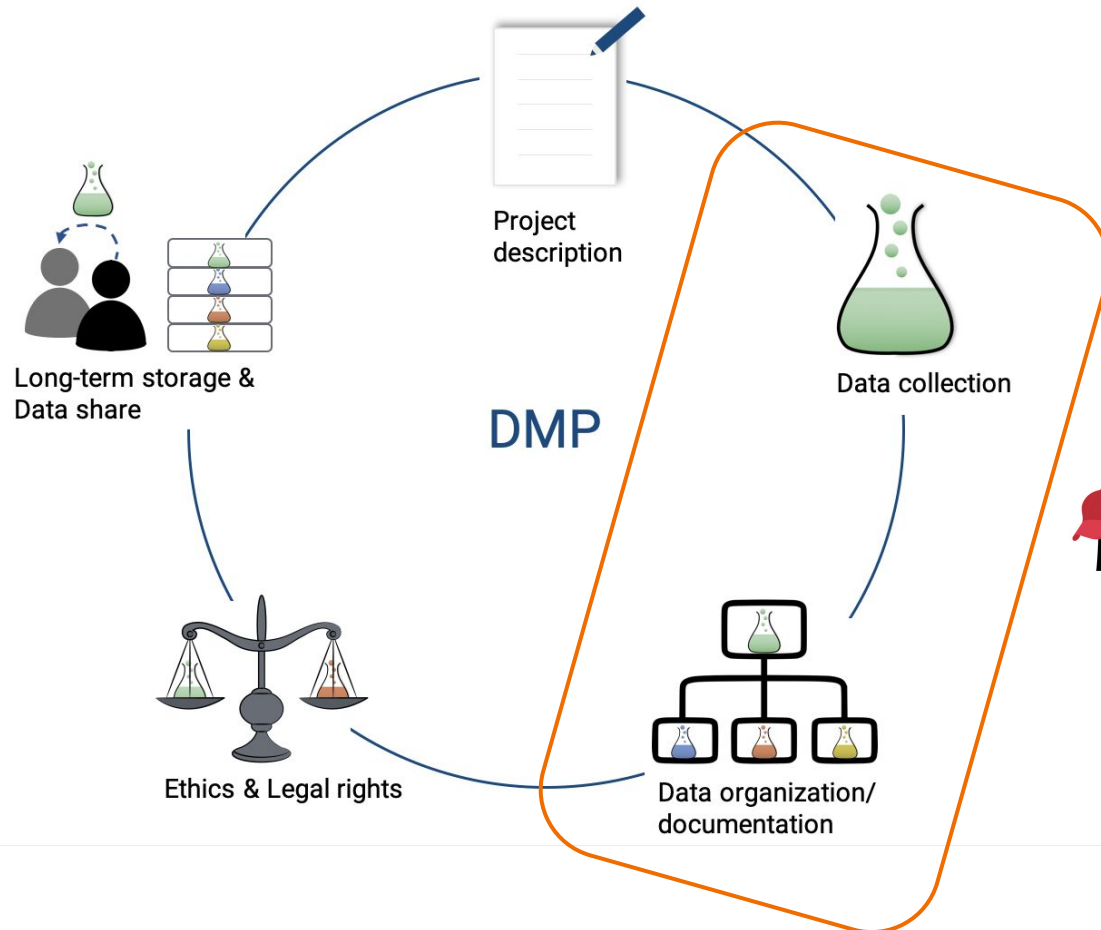 Project
description
Data collection
Long-term storage &
Data share
DMP
Ethics & Legal rights
Data organization/
documentation